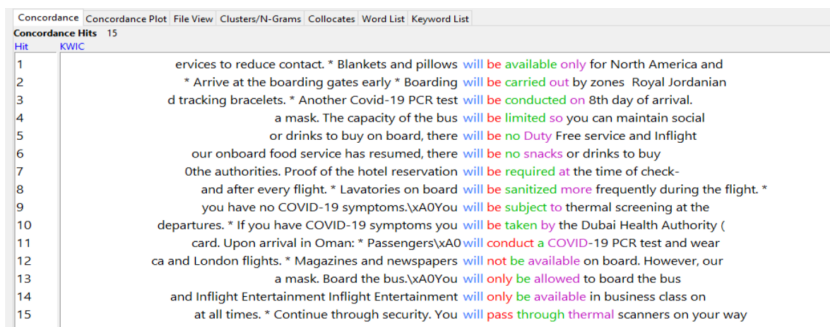 Concordance Concordance Plot File View Clusters/N-Grams Collocates Word List Keyword List
Concordance Hits 15
Hit KWIC
1 ervices to reduce contact. * Blankets and pillows will be available only for North America and
2 * Arrive at the boarding gates early * Boarding will be carried out by zones Royal Jordanian
3 d tracking bracelets. * Another Covid-19 PCR test will be conducted on 8th day of arrival.
4 a mask. The capacity of the bus will be limited so you can maintain social
5 or drinks to buy on board, there will be no Duty Free service and Inflight
6 our onboard food service has resumed, there will be no snacks or drinks to buy
7 0the authorities. Proof of the hotel reservation will be required at the time of check-
8 and after every flight. * Lavatories on board will be sanitized more frequently during the flight. *
9 you have no COVID-19 symptoms.\xA0You will be subject to thermal screening at the
10 departures. * If you have COVID-19 symptoms you will be taken by the Dubai Health Authority (
11 card. Upon arrival in Oman: * Passengers\xA0 will conduct a COVID-19 PCR test and wear
12 ca and London flights. * Magazines and newspapers will not be available on board. However, our
13 a mask. Board the bus.\xA0You will only be allowed to board the bus
14 and Inflight Entertainment Inflight Entertainment will only be available in business class on
15 at all times. * Continue through security. You will pass through thermal scanners on your way